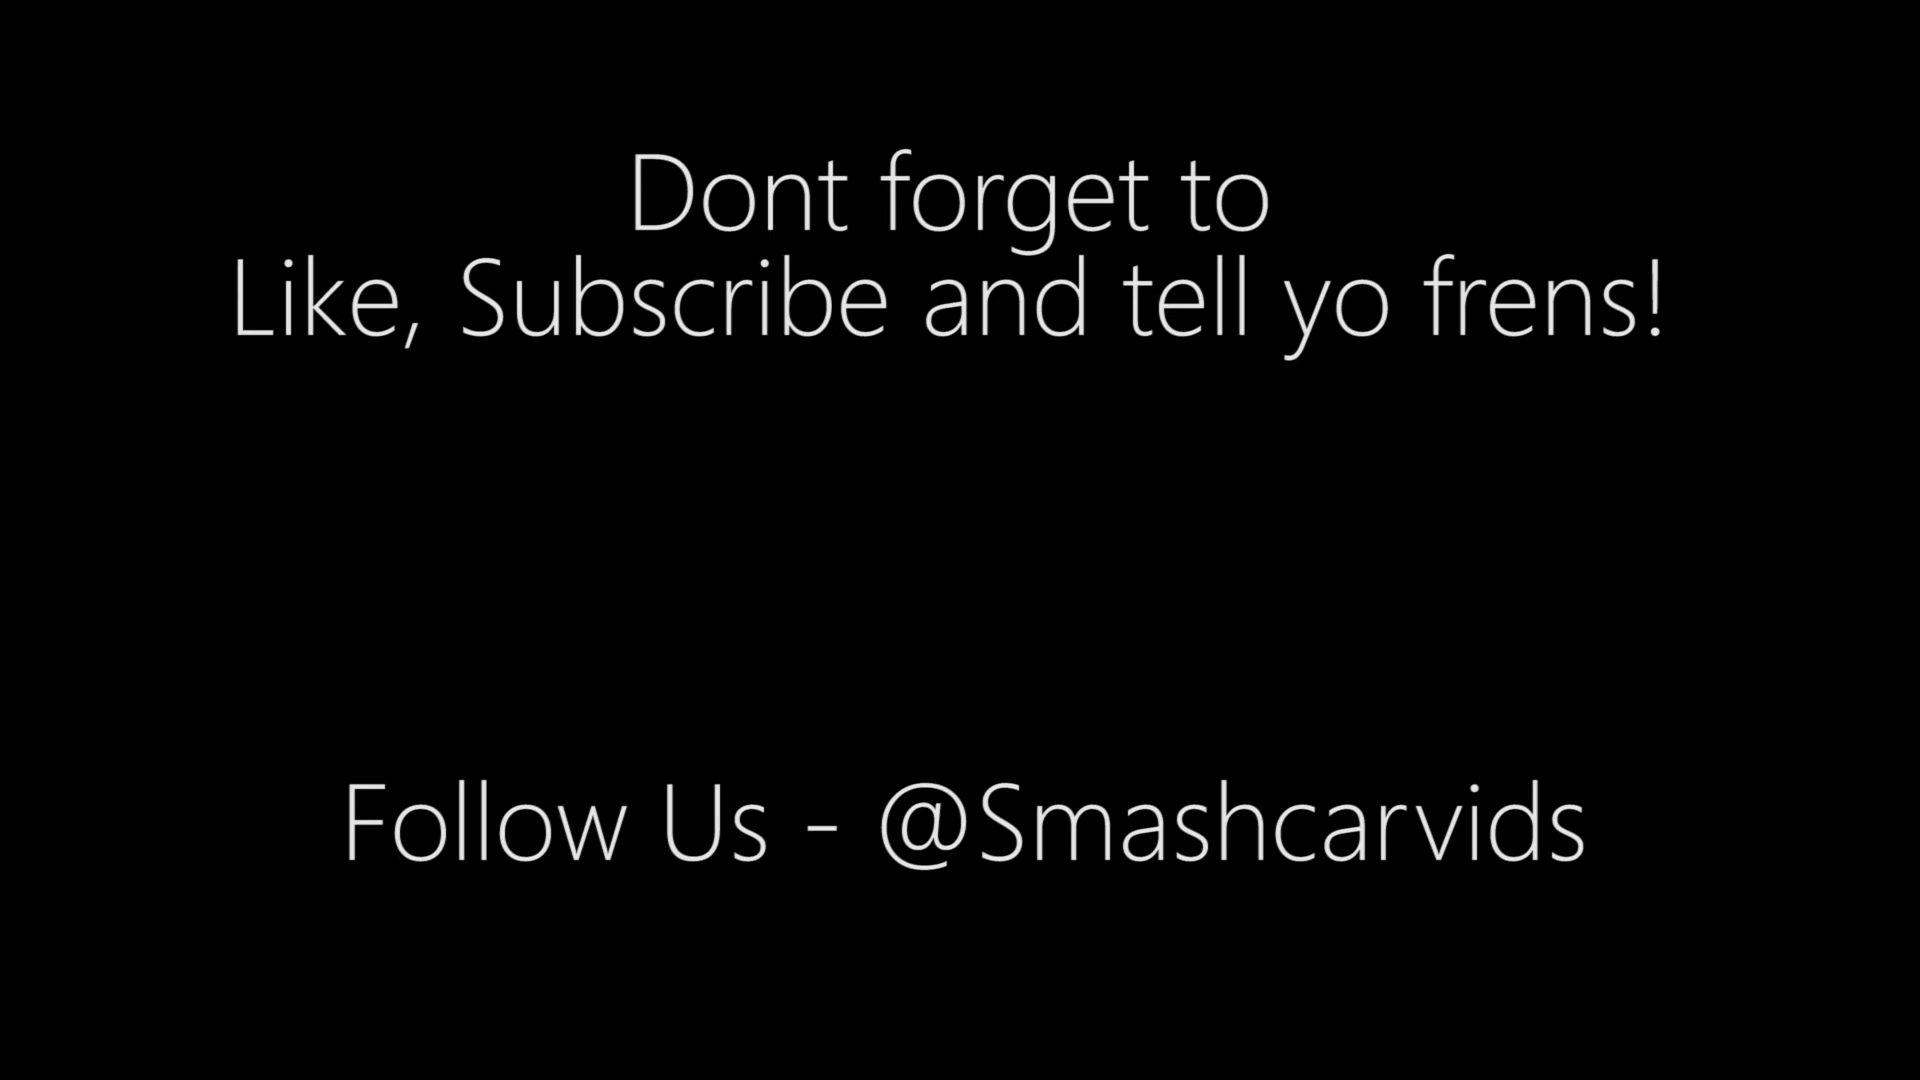 Dont forget to
Like, Subscribe and tell yo frens!
Follow Us - @Smashcarvids